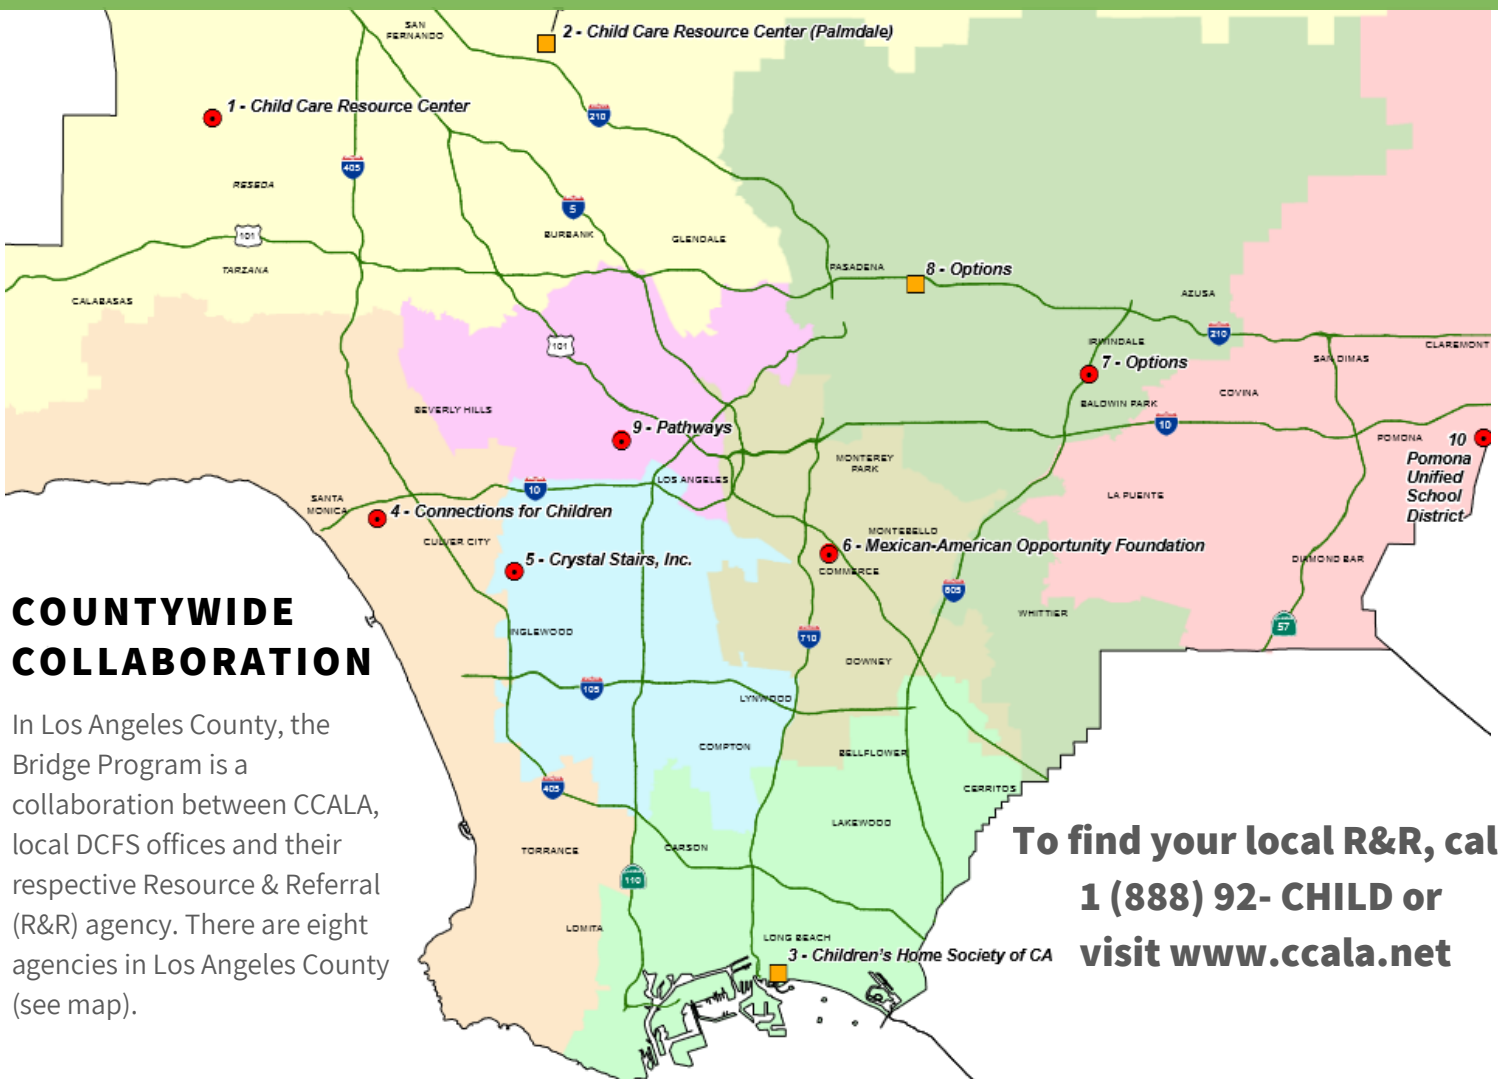 SAN
FERNANDO
2 - Child Care Resource Center (Palmdale)
1 - Child Care Resource Center
210
405
RESEDA
5
101
BURBANK
GLENDALE
TARZANA
PASADENA
8 - Options
CALABASAS
AZUSA
101
210
IRWINDALE
CLAREMONT
SAN DIMAS
7 - Options
COVINA
BALDWIN PARK
BEVERLY HILLS
10
9 - Pathways
POMONA
10
Pomona
Unified
School
District
MONTEREY
PARK
LOS ANGELES
10
LA PUENTE
SANTA
MONICA
4 - Connections for Children
MONTEBELLO
CULVER CITY
6 - Mexican-American Opportunity Foundation
5 - Crystal Stairs, Inc.
COMMERCE
DIAMOND BAR
605
COUNTYWIDE
COLLABORATION
WHITTIER
57
INGLEWOOD
710
DOWNEY
105
LYNWOOD
In Los Angeles County, the
Bridge Program is a
collaboration between CCALA,
local DCFS offices and their
respective Resource & Referral
(R&R) agency. There are eight
agencies in Los Angeles County
(see map).
COMPTON
BELLFLOWER
405
CERRITOS
LAKEWOOD
CARSON
TORRANCE
110
LOMITA
LONG BEACH
3 - Children's Home Society of CA
To find your local R&R, cal
1 (888) 92- CHILD or
visit www.ccala.net